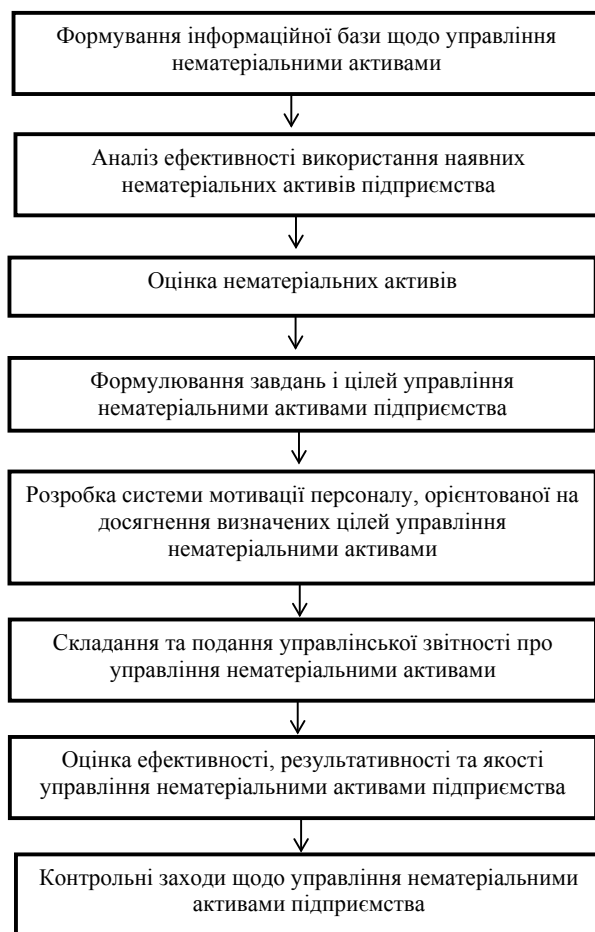 Формування інформаційної бази щодо управління
нематеріальними активами
Аналіз ефективності використання наявних
нематеріальних активів підприємства
Оцінка нематеріальних активів
Формулювання завдань і цілей управління
нематеріальними активами підприємства
Розробка системи мотивації персоналу, орієнтованої на
досягнення визначених цілей управління
нематеріальними активами
Складання та подання управлінської звітності про
управління нематеріальними активами
Оцінка ефективності, результативності та якості
управління нематеріальними активами підприємства
Контрольні заходи щодо управління нематеріальними
активами підприємства